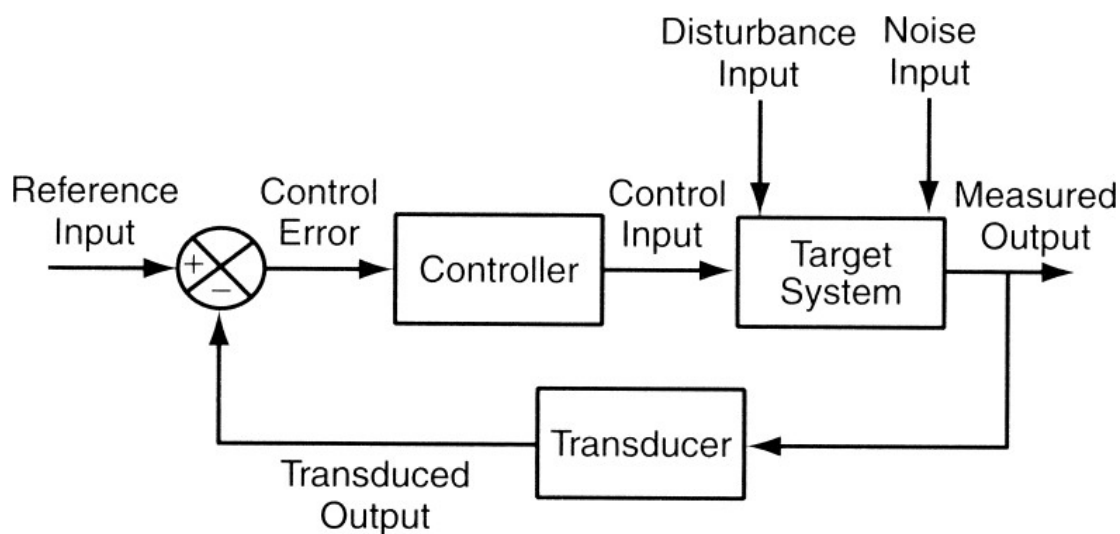 Disturbance
Input
Noise
Input
Reference
Input
Control
Error
Control
Input
Measured
Output
+
−
Controller
Target
System
Transducer
Transduced
Output